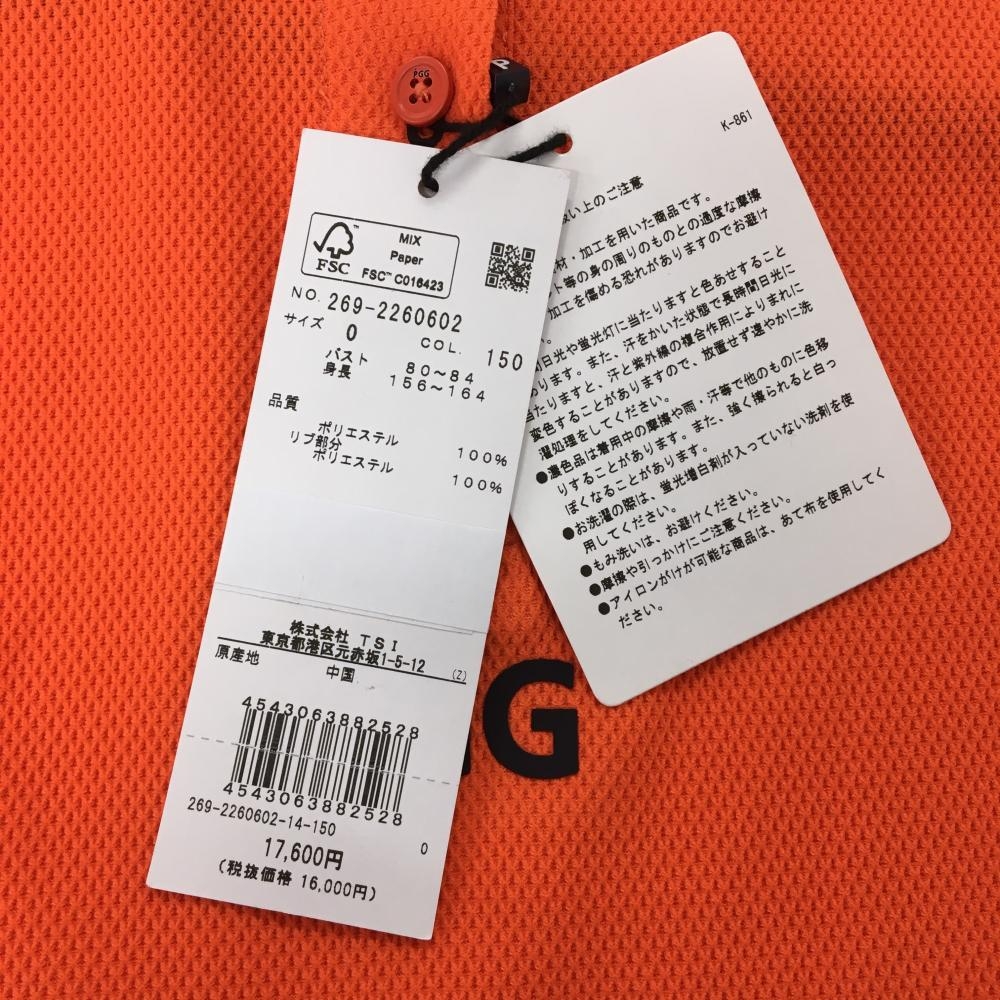 PGG
MIX
Paper
FSC™ C016423
FSC
NO. 269-2260602
サイズ 0 COL. 150
バスト 80~84
身長 156~164
品質
ポリエステル 100%
リブ部分
ポリエステル 100%
株式会社 TSI
東京都港区元赤坂1-5-12
原産地 中国 (Z)
4543063882528
4543063882528
269-2260602-14-150
0
17,600円
(税抜価格 16,000円)
K-861
い上のご注意
材・加工を用いた商品です。
ト等の身の周りのものとの過度な摩擦
加工を傷める恐れがありますのでお避け
。
日光や蛍光灯に当たりますと色あせすること
あります。また、汗をかいた状態で長時間日光に
当たりますと、汗と紫外線の複合作用によりまれに
変色することがありますので、放置せず速やかに洗
濯処理をしてください。
●濃色品は着用中の摩擦や雨・汗等で他のものに色移
りすることがあります。また、強く擦られると白っ
ぽくなることがあります。
●お洗濯の際は、蛍光増白剤が入っていない洗剤を使
用してください。
●もみ洗いは、お避けください。
●摩擦や引っかけにご注意ください。
●アイロンがけが可能な商品は、あて布を使用してく
ださい。
G